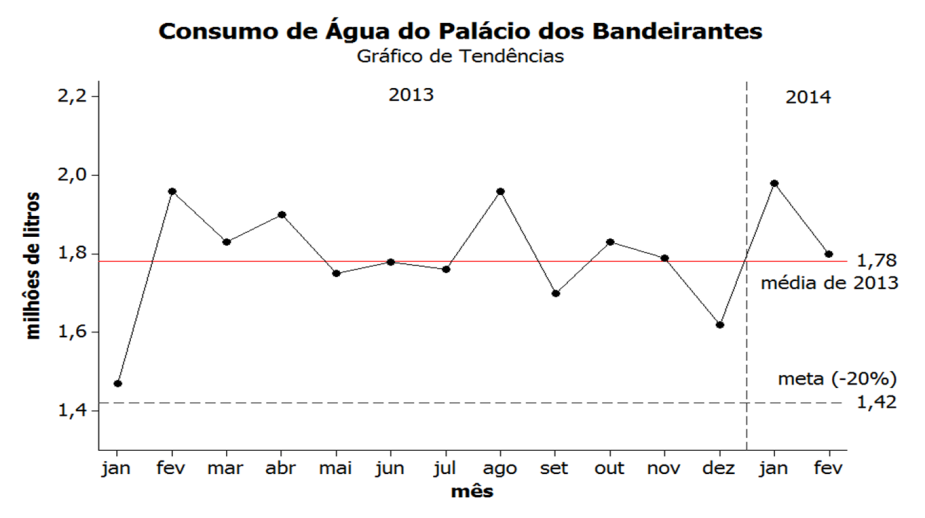 Consumo de Água do Palácio dos Bandeirantes
Gráfico de Tendências
2013
2014
2,2
2,0
1,8
1,6
1,4
milhões de litros
1,78
média de 2013
meta (-20%)
1,42
jan fev mar abr mai jun jul ago set out nov dez jan fev
mês